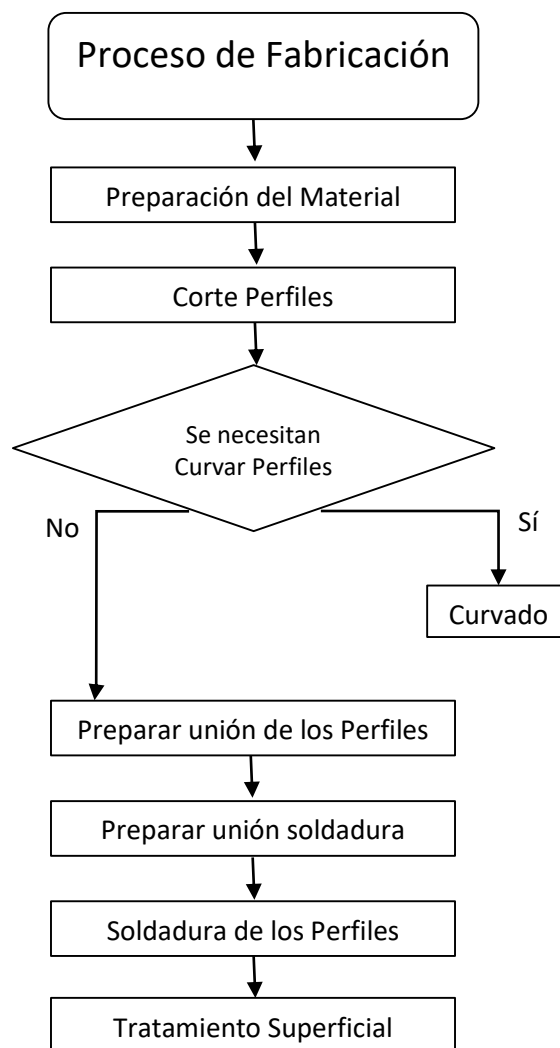 Proceso de Fabricación
Preparación del Material
Corte Perfiles
Se necesitan
Curvar Perfiles
No
Sí
Curvado
Preparar unión de los Perfiles
Preparar unión soldadura
Soldadura de los Perfiles
Tratamiento Superficial